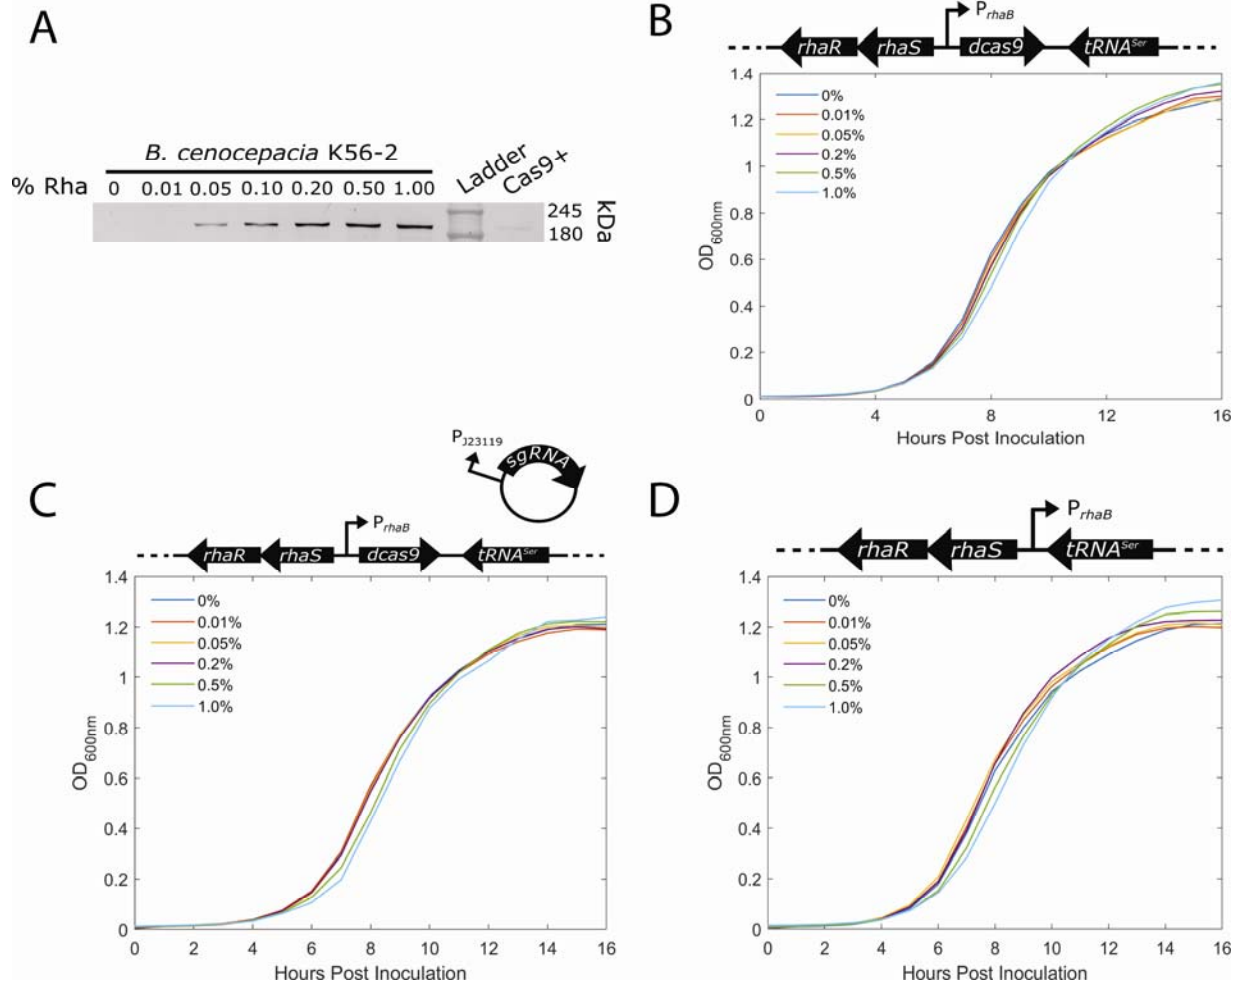 A
B. cenocepacia K56-2
% Rha 0 0.01 0.05 0.10 0.20 0.50 1.00 Ladder Cas9+
245
180
kDa
B
PrhaB
rhaR rhaS dcas9 tRNASer
1.4
1.2
1
0.8
0.6
0.4
0.2
0
0%
0.01%
0.05%
0.2%
0.5%
1.0%
OD600nm
0 4 8 12 16
Hours Post Inoculation
C
PJ23119
sgRNA
PrhaB
rhaR rhaS dcas9 tRNASer
1.4
1.2
1
0.8
0.6
0.4
0.2
0
0%
0.01%
0.05%
0.2%
0.5%
1.0%
OD600nm
0 2 4 6 8 10 12 14 16
Hours Post Inoculation
D
PrhaB
rhaR rhaS tRNASer
1.4
1.2
1
0.8
0.6
0.4
0.2
0
0%
0.01%
0.05%
0.2%
0.5%
1.0%
OD600nm
0 2 4 6 8 10 12 14 16
Hours Post Inoculation